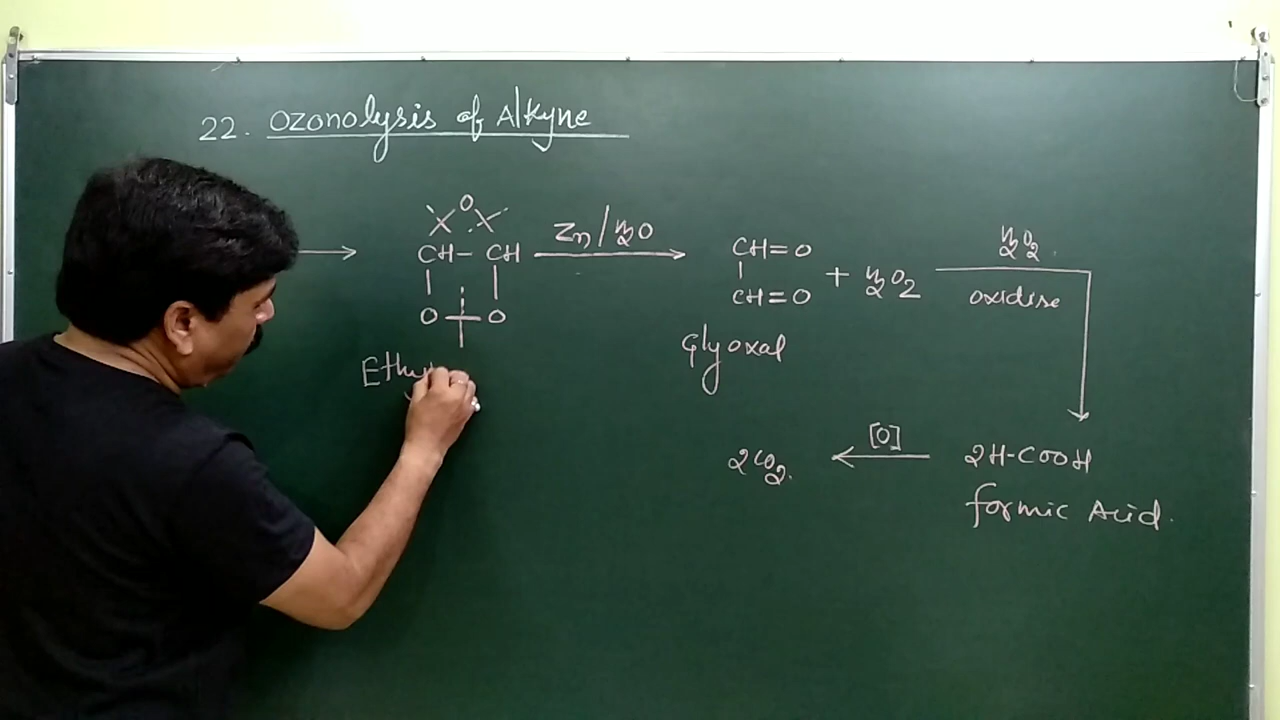 22. Ozonolysis of Alkyne
O
CH – CH
O O
Zn/H2O
CH=O
CH=O
+ H2O2
H2O2
oxidise
Glyoxal
2CO2.
[O]
2H-COOH
formic Acid.